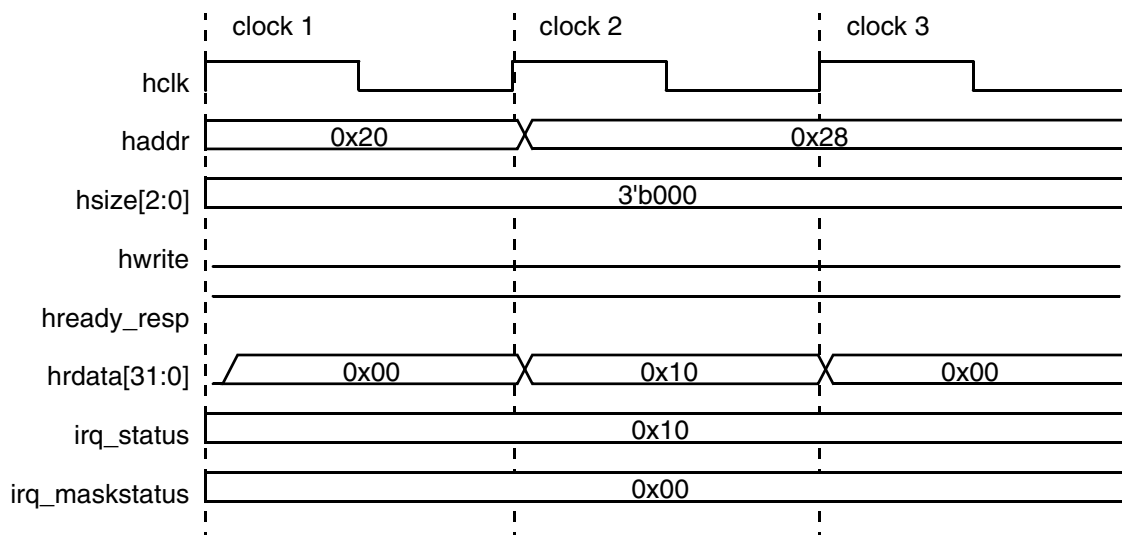 clock 1 clock 2 clock 3
hclk
haddr 0x20 0x28
hsize[2:0] 3'b000
hwrite
hready_resp
hrdata[31:0] 0x00 0x10 0x00
irq_status 0x10
irq_maskstatus 0x00